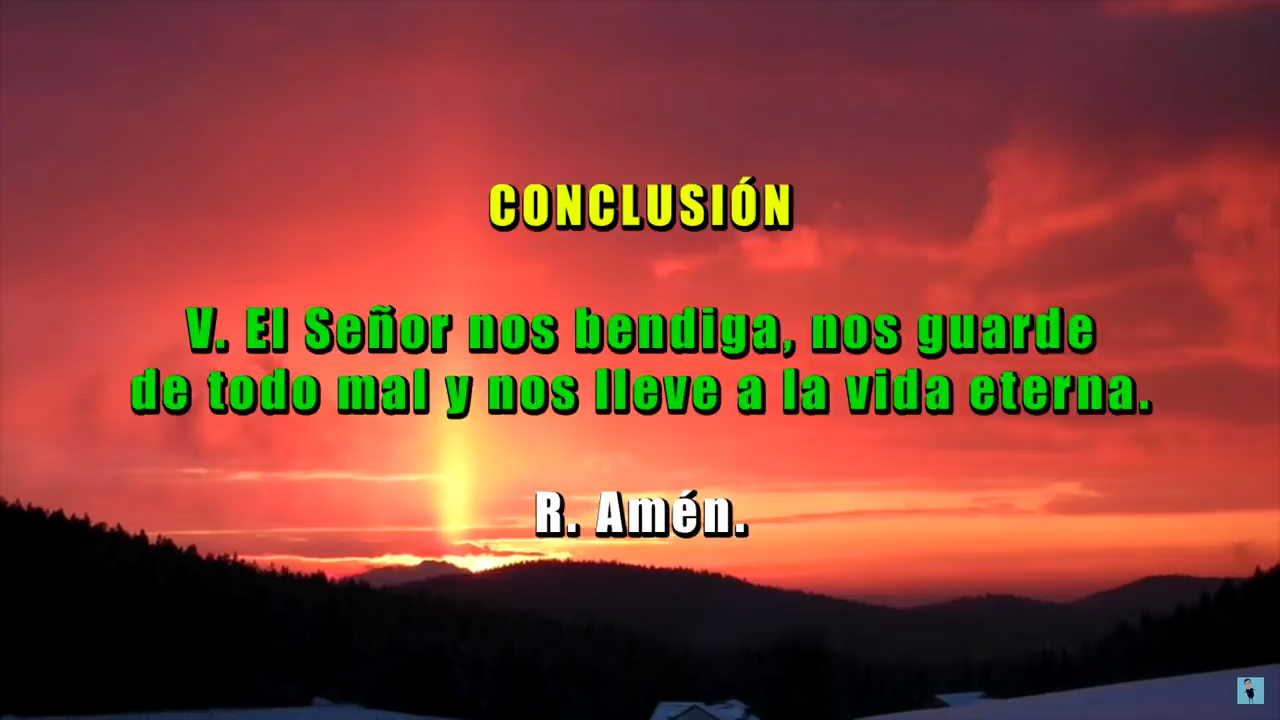 CONCLUSIÓN
V. El Señor nos bendiga, nos guarde
de todo mal y nos lleve a la vida eterna.
R. Amén.